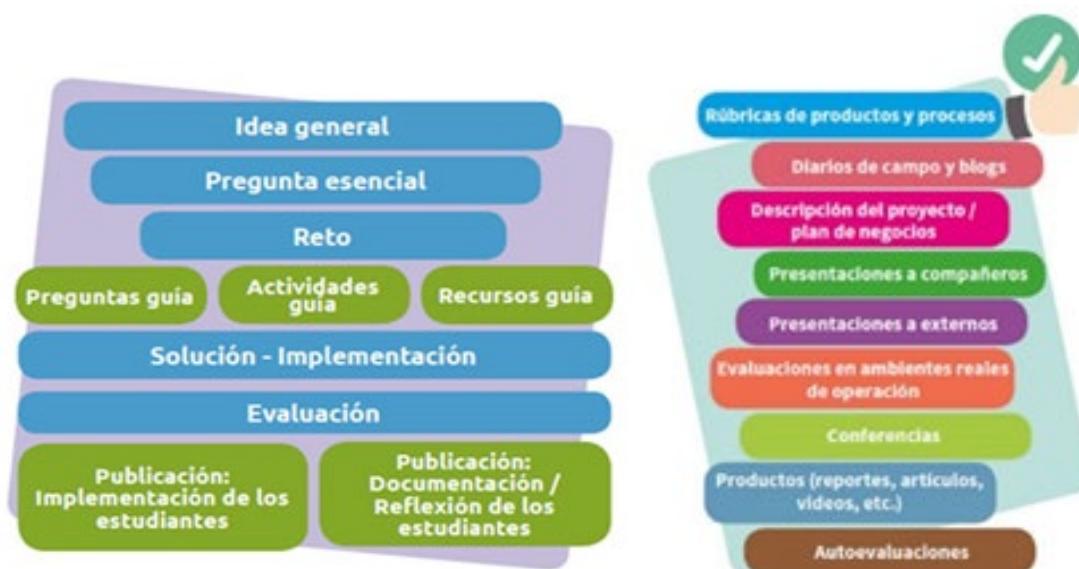 Idea general
Pregunta esencial
Reto
Preguntas guía
Actividades
guía
Recursos guía
Solución - Implementación
Evaluación
Publicación:
Implementación de los
estudiantes
Publicación:
Documentación /
Reflexión de los
estudiantes
Rúbricas de productos y procesos
Diarios de campo y blogs
Descripción del proyecto /
plan de negocios
Presentaciones a compañeros
Presentaciones a externos
Evaluaciones en ambientes reales
de operación
Conferencias
Productos (reportes, artículos,
videos, etc.)
Autoevaluaciones